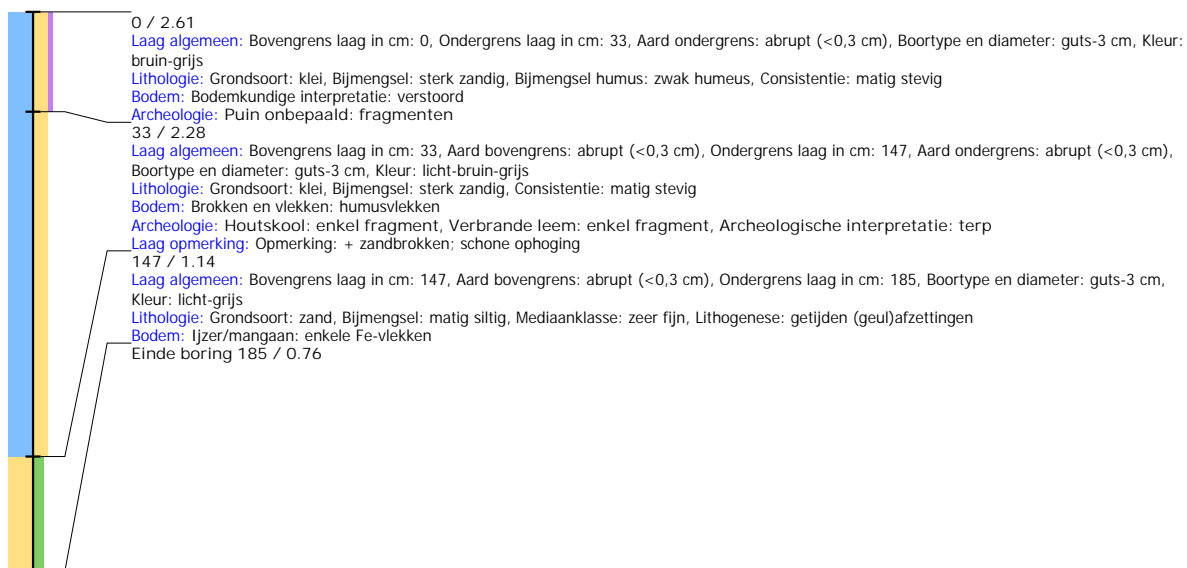 0 / 2.61
Laag algemeen: Bovengrens laag in cm: 0, Ondergrens laag in cm: 33, Aard ondergrens: abrupt (<0,3 cm), Boortype en diameter: guts-3 cm, Kleur:
bruin-grijs
Lithologie: Grondsoort: klei, Bijmengsel: sterk zandig, Bijmengsel humus: zwak humeus, Consistentie: matig stevig
Bodem: Bodemkundige interpretatie: verstoord
Archeologie: Puin onbepaald: fragmenten
33 / 2.28
Laag algemeen: Bovengrens laag in cm: 33, Aard bovengrens: abrupt (<0,3 cm), Ondergrens laag in cm: 147, Aard ondergrens: abrupt (<0,3 cm),
Boortype en diameter: guts-3 cm, Kleur: licht-bruin-grijs
Lithologie: Grondsoort: klei, Bijmengsel: sterk zandig, Consistentie: matig stevig
Bodem: Brokken en vlekken: humusvlekken
Archeologie: Houtskool: enkel fragment, Verbrande leem: enkel fragment, Archeologische interpretatie: terp
Laag opmerking: Opmerking: + zandbrokken; schone ophoging
147 / 1.14
Laag algemeen: Bovengrens laag in cm: 147, Aard bovengrens: abrupt (<0,3 cm), Ondergrens laag in cm: 185, Boortype en diameter: guts-3 cm,
Kleur: licht-grijs
Lithologie: Grondsoort: zand, Bijmengsel: matig siltig, Mediaanklasse: zeer fijn, Lithogenese: getijden (geul)afzettingen
Bodem: Ijzer/mangaan: enkele Fe-vlekken
Einde boring 185 / 0.76